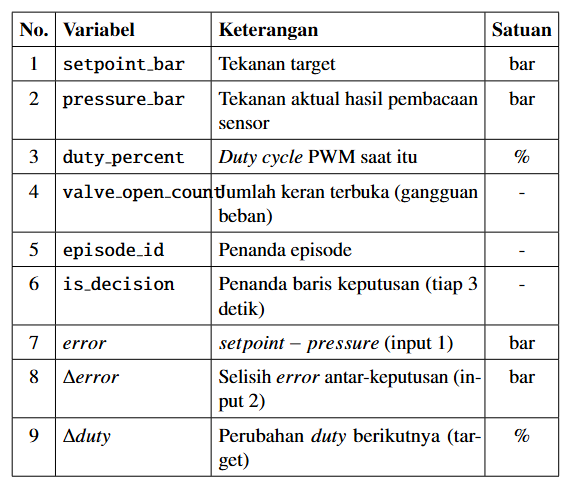 No. Variabel Keterangan Satuan
1 setpoint_bar Tekanan target bar
2 pressure_bar Tekanan aktual hasil pembacaan bar
sensor
3 duty_percent Duty cycle PWM saat itu %
4 valve_open_count Jumlah keran terbuka (gangguan -
beban)
5 episode_id Penanda episode -
6 is_decision Penanda baris keputusan (tiap 3 -
detik)
7 error setpoint − pressure (input 1) bar
8 Δerror Selisih error antar-keputusan (in- bar
put 2)
9 Δduty Perubahan duty berikutnya (tar- %
get)